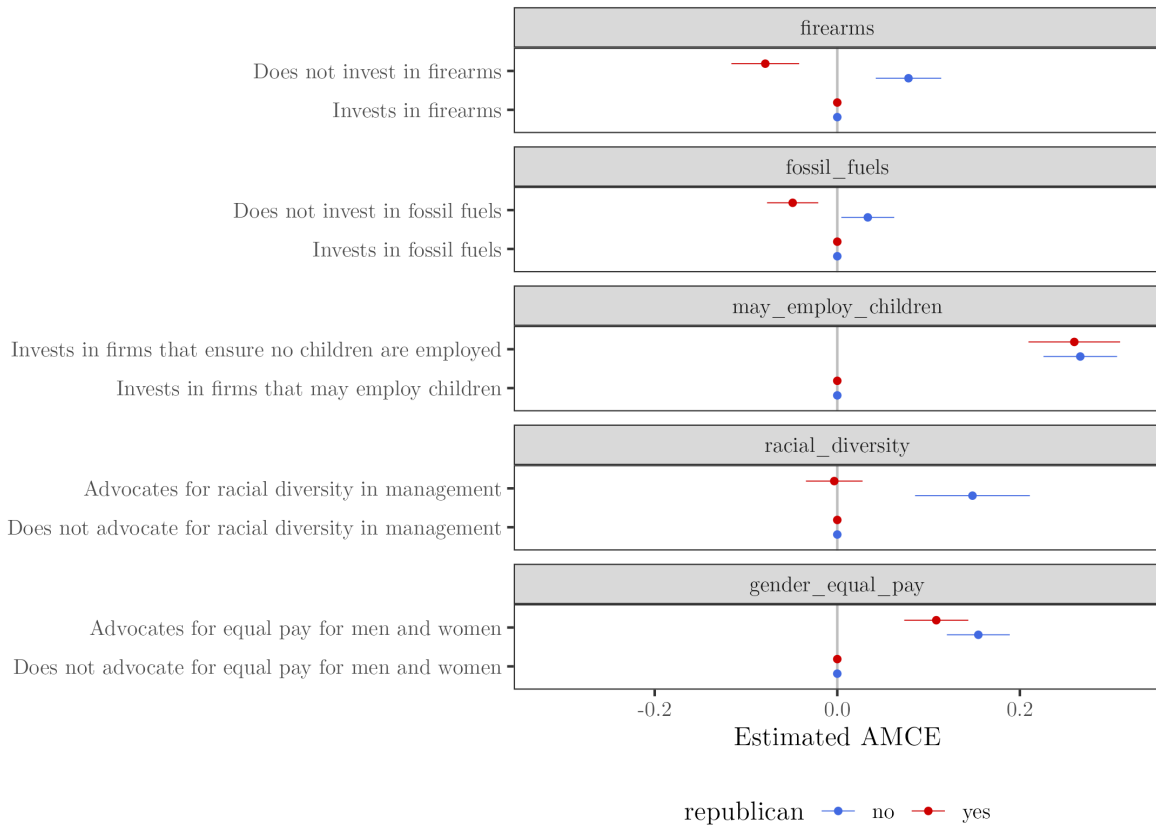 firearms
Does not invest in firearms
Invests in firearms
fossil_fuels
Does not invest in fossil fuels
Invests in fossil fuels
may_employ_children
Invests in firms that ensure no children are employed
Invests in firms that may employ children
racial_diversity
Advocates for racial diversity in management
Does not advocate for racial diversity in management
gender_equal_pay
Advocates for equal pay for men and women
Does not advocate for equal pay for men and women
-0.2 0.0 0.2
Estimated AMCE
republican no yes